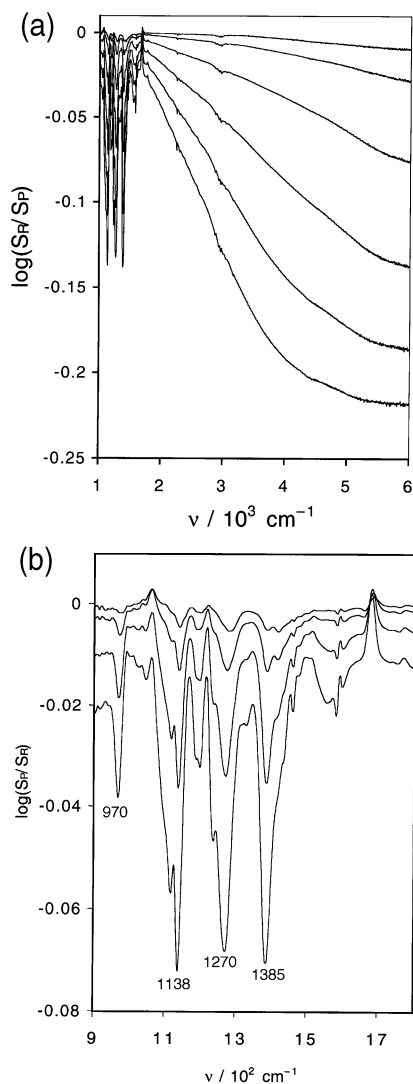 (a)
0
-0.05
-0.1
-0.15
-0.2
-0.25
log(SR/SP)
1 2 3 4 5 6
ν / 10³ cm⁻¹
(b)
0
-0.02
-0.04
-0.06
-0.08
log(SP/SR)
970
1138
1270
1385
9 11 13 15 17
ν / 10² cm⁻¹